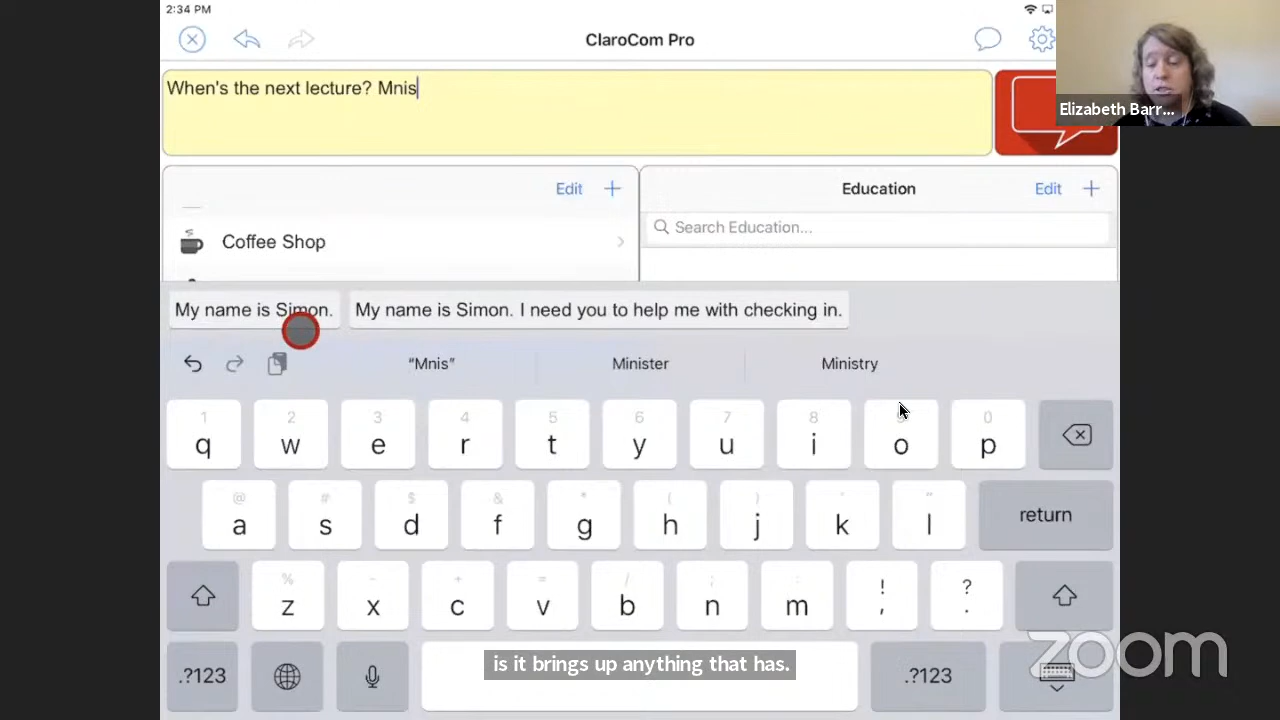 2:34 PM
ClaroCom Pro
When's the next lecture? Mnis
Elizabeth Barr...
Edit +
Education Edit +
Search Education...
Coffee Shop
My name is Simon. My name is Simon. I need you to help me with checking in.
“Mnis” Minister Ministry
1 2 3 4 5 6 7 8 9 0
q w e r t y u i o p
@ # $ & * ( ) ' "
a s d f g h j k l return
% - + = / ; : ! ?
z x c v b n m , .
is it brings up anything that has.
.?123 .?123
zoom